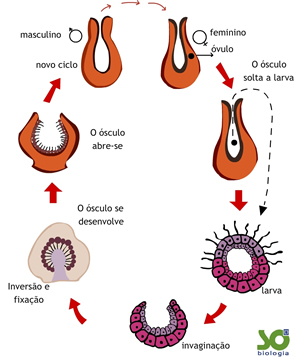 masculino
feminino
óvulo
novo ciclo
O ósculo
solta a larva
O ósculo
abre-se
O ósculo se
desenvolve
larva
Inversão e
fixação
invaginação
SO
biologia